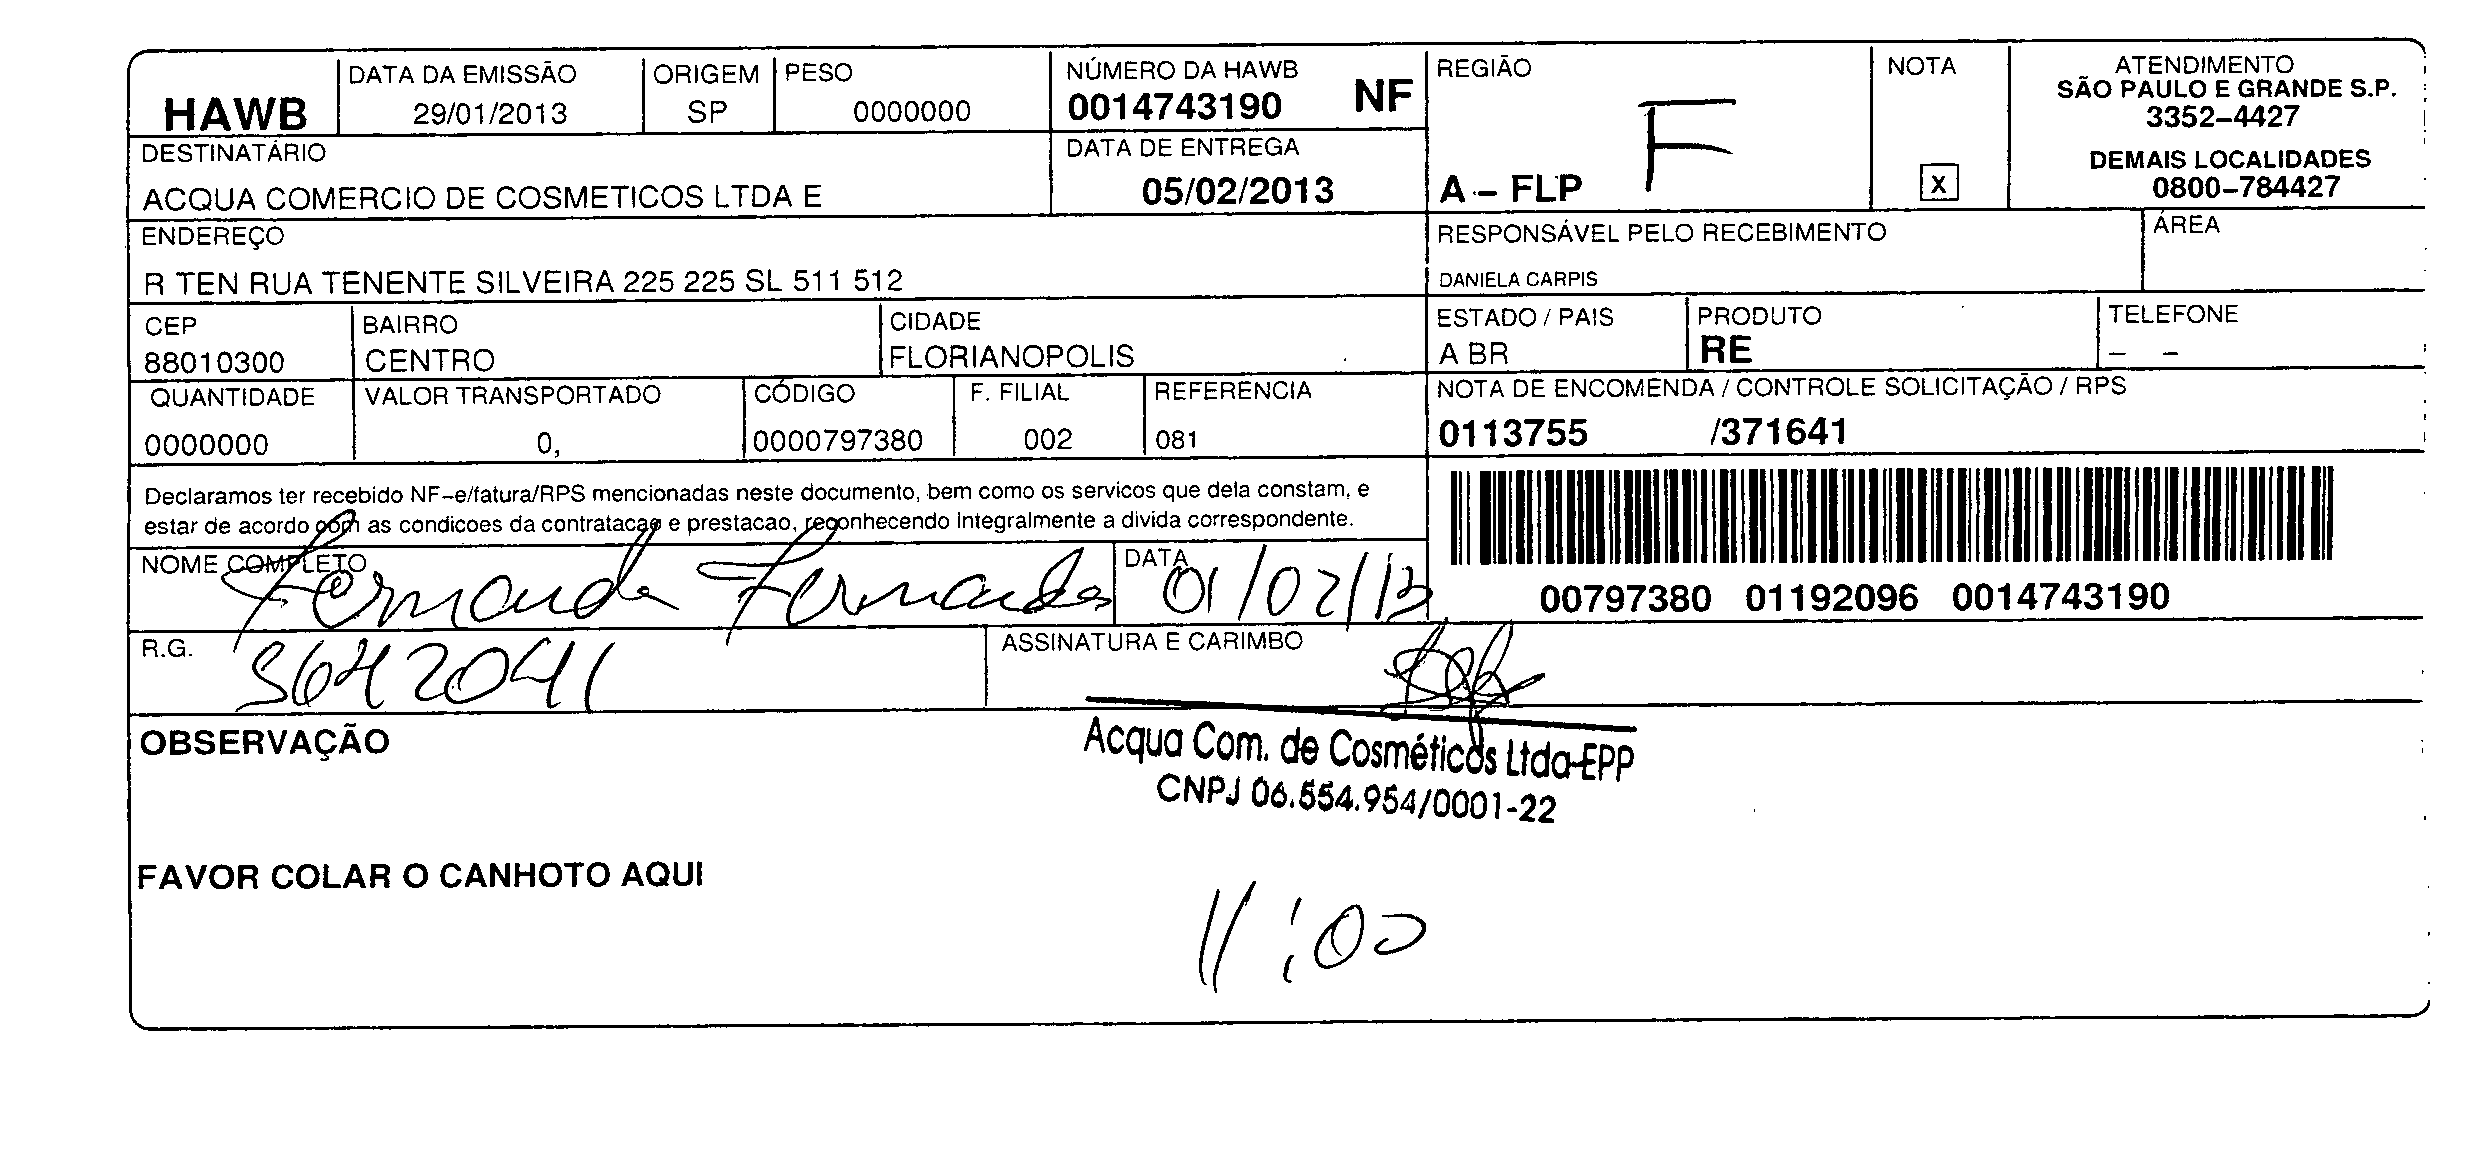 HAWB
DATA DA EMISSÃO
29/01/2013
ORIGEM
SP
PESO
0000000
NÚMERO DA HAWB
0014743190 NF
REGIÃO
A – FLP F
NOTA
X
ATENDIMENTO
SÃO PAULO E GRANDE S.P.
3352–4427
DEMAIS LOCALIDADES
0800–784427
DESTINATÁRIO
ACQUA COMERCIO DE COSMETICOS LTDA E
DATA DE ENTREGA
05/02/2013
ENDEREÇO
R TEN RUA TENENTE SILVEIRA 225 225 SL 511 512
RESPONSÁVEL PELO RECEBIMENTO
DANIELA CARPIS
ÁREA
CEP
88010300
BAIRRO
CENTRO
CIDADE
FLORIANOPOLIS
ESTADO / PAIS
A BR
PRODUTO
RE
TELEFONE
– –
QUANTIDADE
0000000
VALOR TRANSPORTADO
0,
CÓDIGO
0000797380
F. FILIAL
002
REFERENCIA
081
NOTA DE ENCOMENDA / CONTROLE SOLICITAÇÃO / RPS
0113755 /371641
Declaramos ter recebido NF–e/fatura/RPS mencionadas neste documento, bem como os servicos que dela constam, e
estar de acordo com as condicoes da contratacao e prestacao, reconhecendo integralmente a divida correspondente.
00797380 01192096 0014743190
NOME COMPLETO
Fernanda Fernandes
DATA
01/02/13
R.G.
3642041
ASSINATURA E CARIMBO
Acqua Com. de Cosméticos Ltda-EPP
CNPJ 06.554.954/0001-22
OBSERVAÇÃO
FAVOR COLAR O CANHOTO AQUI
11:00